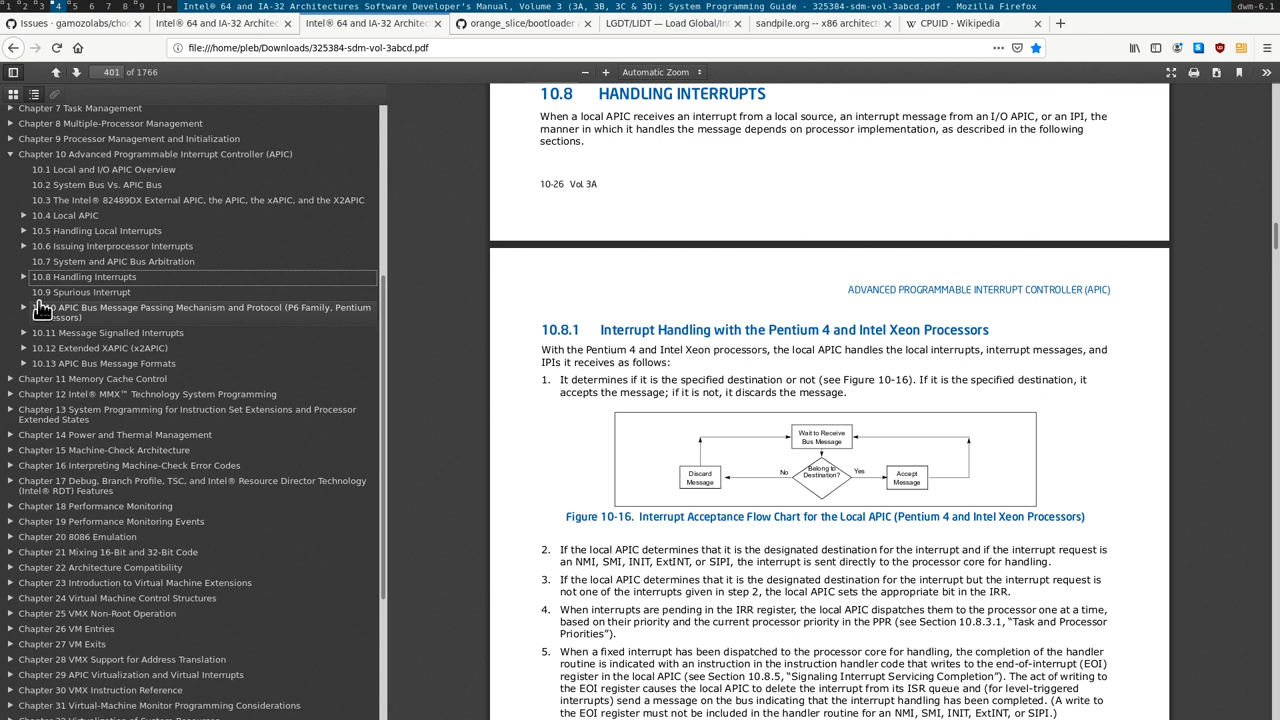 1 2 3 4 5 6 7 8 9 []= Intel® 64 and IA-32 Architectures Software Developer's Manual, Volume 3 (3A, 3B, 3C & 3D): System Programming Guide - 325384-sdm-vol-3abcd.pdf - Mozilla Firefox dwm-6.1
Issues · gamozolabs/choc Intel® 64 and IA-32 Architec Intel® 64 and IA-32 Architec orange_slice/bootloader a LGDT/LIDT — Load Global/Int sandpile.org -- x86 architect CPUID - Wikipedia
file:///home/pleb/Downloads/325384-sdm-vol-3abcd.pdf
401 of 1766 Automatic Zoom
Chapter 7 Task Management
Chapter 8 Multiple-Processor Management
Chapter 9 Processor Management and Initialization
Chapter 10 Advanced Programmable Interrupt Controller (APIC)
10.1 Local and I/O APIC Overview
10.2 System Bus Vs. APIC Bus
10.3 The Intel® 82489DX External APIC, the APIC, the xAPIC, and the X2APIC
10.4 Local APIC
10.5 Handling Local Interrupts
10.6 Issuing Interprocessor Interrupts
10.7 System and APIC Bus Arbitration
10.8 Handling Interrupts
10.9 Spurious Interrupt
APIC Bus Message Passing Mechanism and Protocol (P6 Family, Pentium
essors)
10.11 Message Signalled Interrupts
10.12 Extended XAPIC (x2APIC)
10.13 APIC Bus Message Formats
Chapter 11 Memory Cache Control
Chapter 12 Intel® MMX™ Technology System Programming
Chapter 13 System Programming for Instruction Set Extensions and Processor
Extended States
Chapter 14 Power and Thermal Management
Chapter 15 Machine-Check Architecture
Chapter 16 Interpreting Machine-Check Error Codes
Chapter 17 Debug, Branch Profile, TSC, and Intel® Resource Director Technology
(Intel® RDT) Features
Chapter 18 Performance Monitoring
Chapter 19 Performance Monitoring Events
Chapter 20 8086 Emulation
Chapter 21 Mixing 16-Bit and 32-Bit Code
Chapter 22 Architecture Compatibility
Chapter 23 Introduction to Virtual Machine Extensions
Chapter 24 Virtual Machine Control Structures
Chapter 25 VMX Non-Root Operation
Chapter 26 VM Entries
Chapter 27 VM Exits
Chapter 28 VMX Support for Address Translation
Chapter 29 APIC Virtualization and Virtual Interrupts
Chapter 30 VMX Instruction Reference
Chapter 31 Virtual-Machine Monitor Programming Considerations
10.8 HANDLING INTERRUPTS
When a local APIC receives an interrupt from a local source, an interrupt message from an I/O APIC, or an IPI, the
manner in which it handles the message depends on processor implementation, as described in the following
sections.
10-26 Vol. 3A
ADVANCED PROGRAMMABLE INTERRUPT CONTROLLER (APIC)
10.8.1 Interrupt Handling with the Pentium 4 and Intel Xeon Processors
With the Pentium 4 and Intel Xeon processors, the local APIC handles the local interrupts, interrupt messages, and
IPIs it receives as follows:
1. It determines if it is the specified destination or not (see Figure 10-16). If it is the specified destination, it
accepts the message; if it is not, it discards the message.
Wait to Receive
Bus Message
Discard
Message
No
Belong to
Destination?
Yes
Accept
Message
Figure 10-16. Interrupt Acceptance Flow Chart for the Local APIC (Pentium 4 and Intel Xeon Processors)
2. If the local APIC determines that it is the designated destination for the interrupt and if the interrupt request is
an NMI, SMI, INIT, ExtINT, or SIPI, the interrupt is sent directly to the processor core for handling.
3. If the local APIC determines that it is the designated destination for the interrupt but the interrupt request is
not one of the interrupts given in step 2, the local APIC sets the appropriate bit in the IRR.
4. When interrupts are pending in the IRR register, the local APIC dispatches them to the processor one at a time,
based on their priority and the current processor priority in the PPR (see Section 10.8.3.1, “Task and Processor
Priorities”).
5. When a fixed interrupt has been dispatched to the processor core for handling, the completion of the handler
routine is indicated with an instruction in the instruction handler code that writes to the end-of-interrupt (EOI)
register in the local APIC (see Section 10.8.5, “Signaling Interrupt Servicing Completion”). The act of writing to
the EOI register causes the local APIC to delete the interrupt from its ISR queue and (for level-triggered
interrupts) send a message on the bus indicating that the interrupt handling has been completed. (A write to
the EOI register must not be included in the handler routine for an NMI, SMI, INIT, ExtINT, or SIPI.)